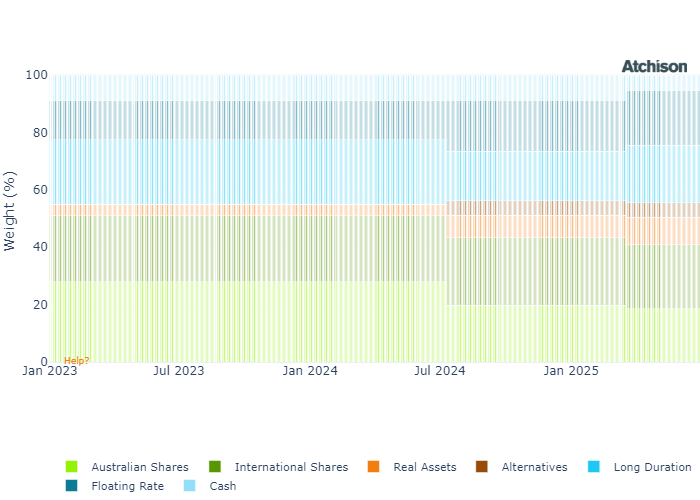 Atchison
100
80
60
40
20
0
Weight (%)
Help?
Jan 2023
Jul 2023
Jan 2024
Jul 2024
Jan 2025
Australian Shares
International Shares
Real Assets
Alternatives
Long Duration
Floating Rate
Cash